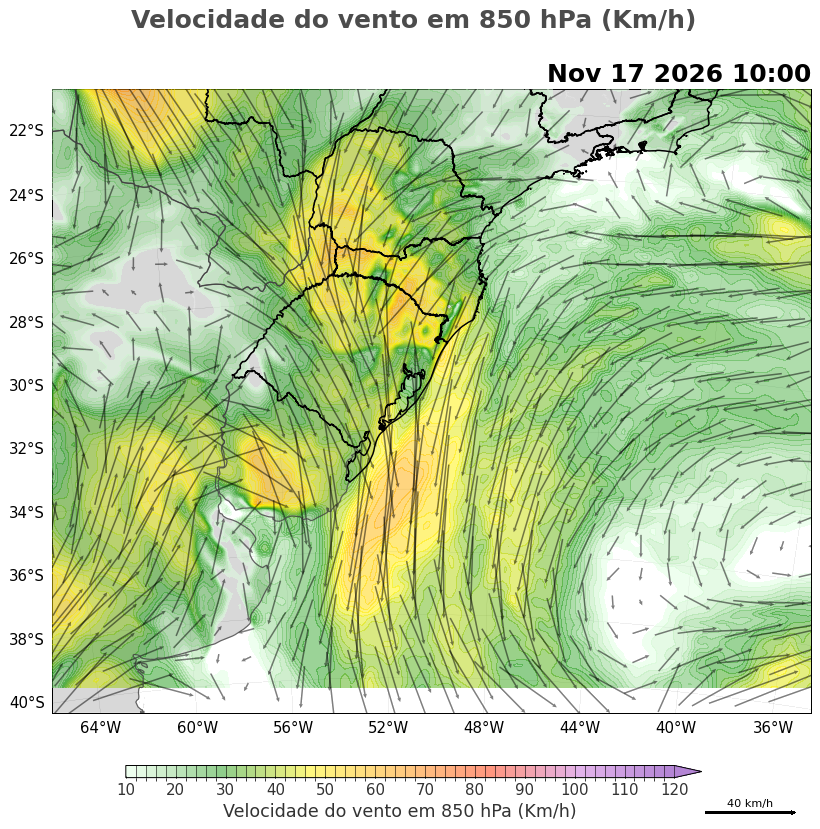 Velocidade do vento em 850 hPa (Km/h)
Nov 17 2026 10:00
22°S
24°S
26°S
28°S
30°S
32°S
34°S
36°S
38°S
40°S
64°W 60°W 56°W 52°W 48°W 44°W 40°W 36°W
10 20 30 40 50 60 70 80 90 100 110 120
Velocidade do vento em 850 hPa (Km/h)
40 km/h